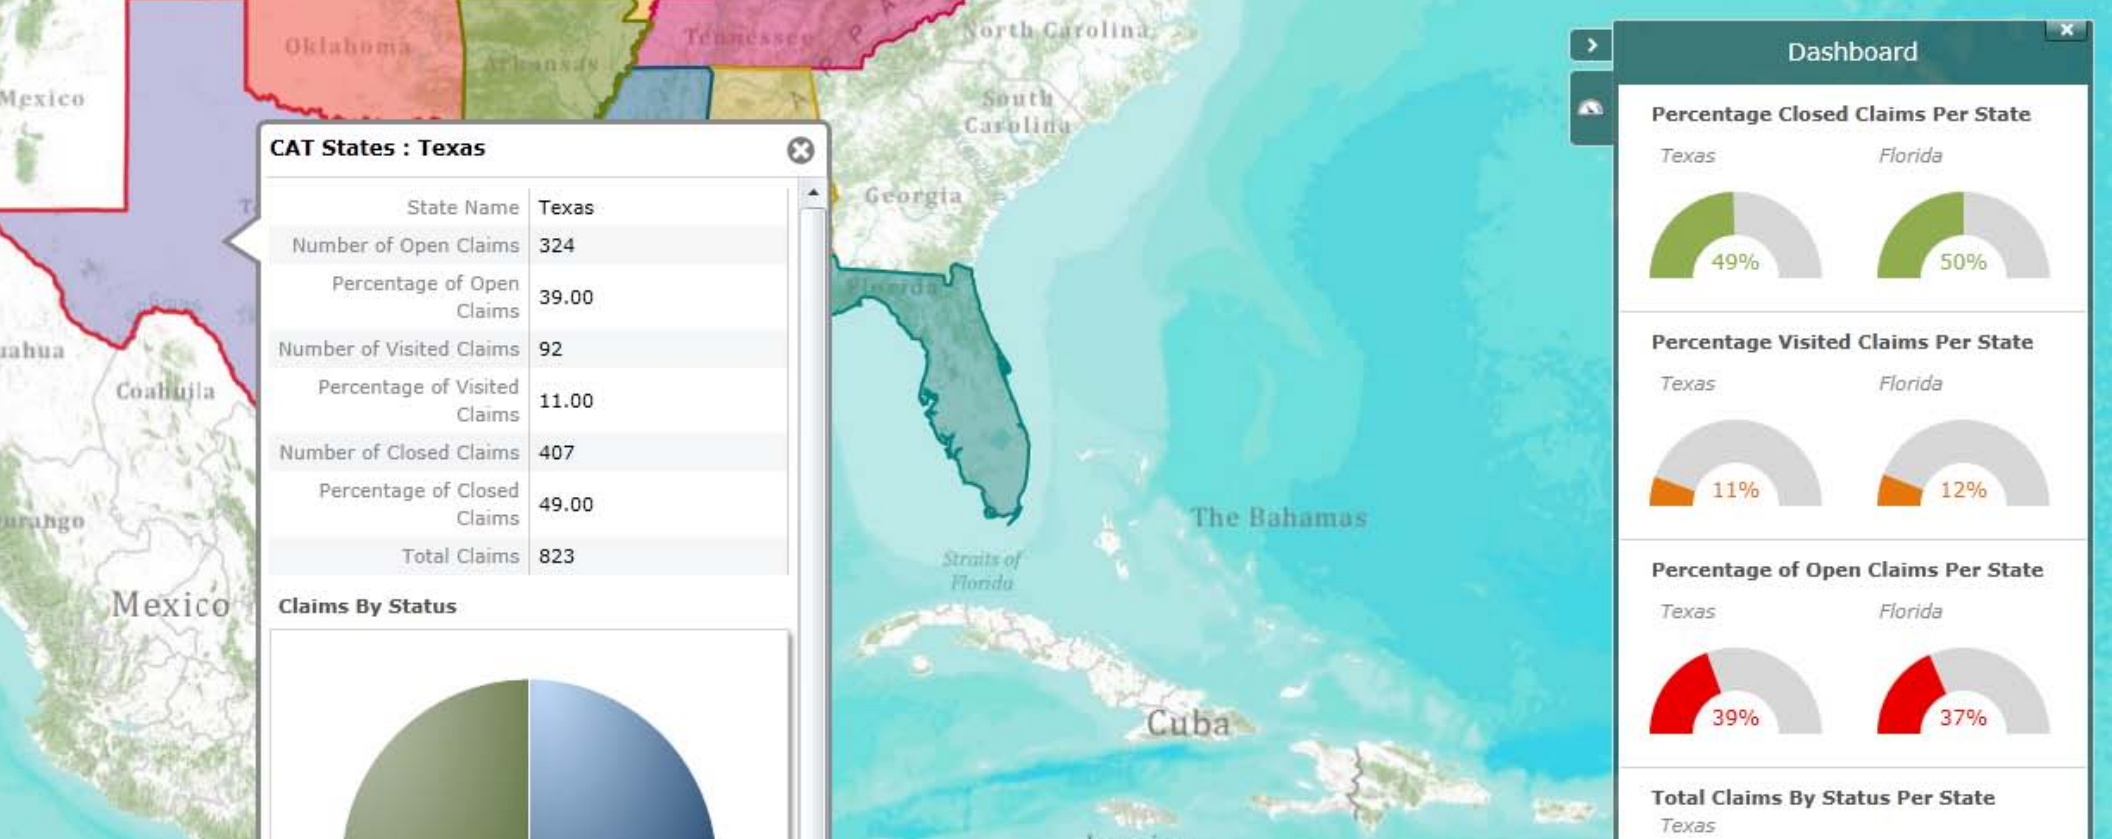 Oklahoma
Arkansas
Tennessee
North Carolina
Mexico
South
Carolina
Georgia
Florida
Coahuila
Mexico
The Bahamas
Straits of
Florida
Cuba
CAT States : Texas
State Name Texas
Number of Open Claims 324
Percentage of Open
Claims 39.00
Number of Visited Claims 92
Percentage of Visited
Claims 11.00
Number of Closed Claims 407
Percentage of Closed
Claims 49.00
Total Claims 823
Claims By Status
Dashboard
Percentage Closed Claims Per State
Texas Florida
49% 50%
Percentage Visited Claims Per State
Texas Florida
11% 12%
Percentage of Open Claims Per State
Texas Florida
39% 37%
Total Claims By Status Per State
Texas